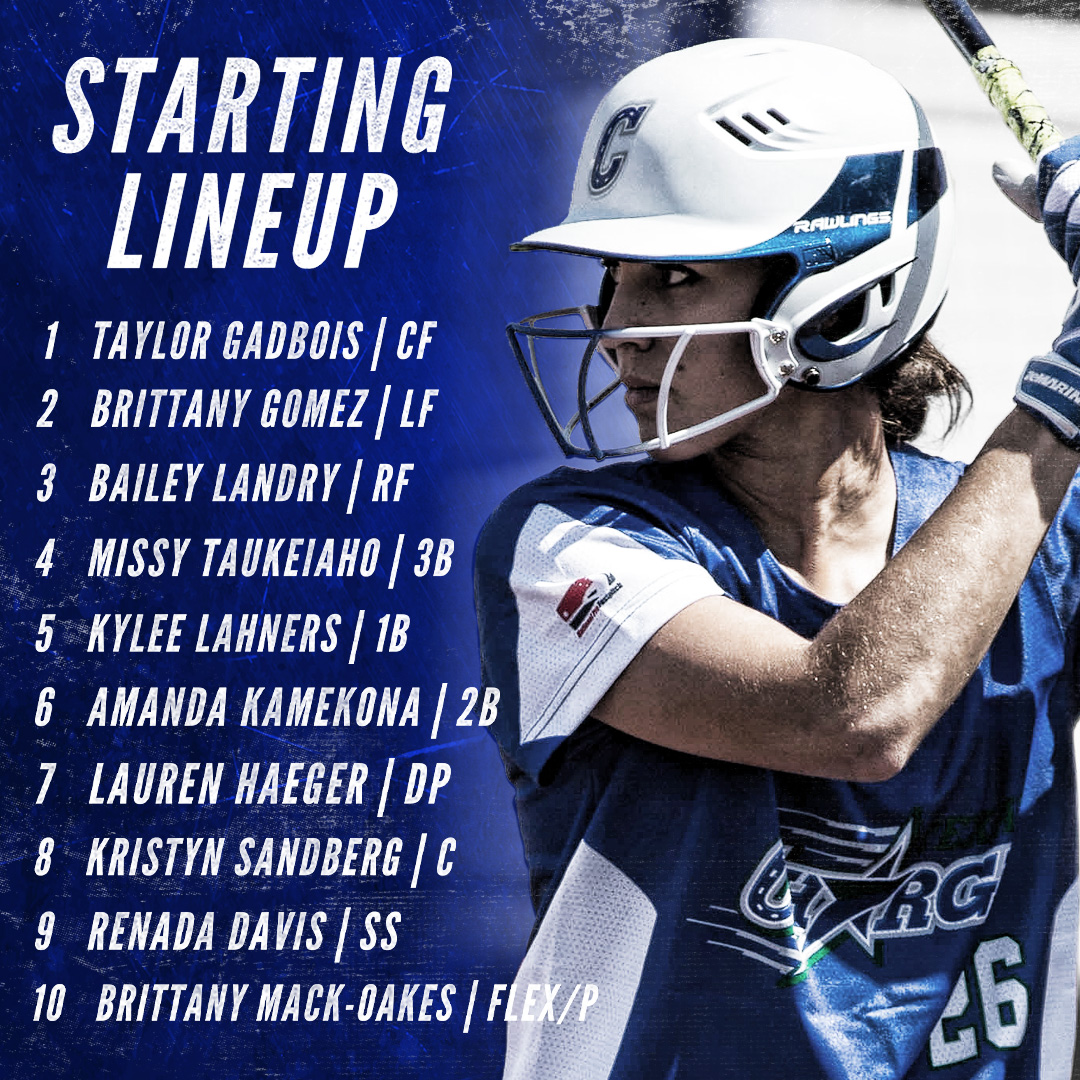 STARTING
LINEUP
1 TAYLOR GADBOIS | CF
2 BRITTANY GOMEZ | LF
3 BAILEY LANDRY | RF
4 MISSY TAUKEIAHO | 3B
5 KYLEE LAHNERS | 1B
6 AMANDA KAMEKONA | 2B
7 LAUREN HAEGER | DP
8 KRISTYN SANDBERG | C
9 RENADA DAVIS | SS
10 BRITTANY MACK-OAKES | FLEX/P
C
RAWLINGS
26